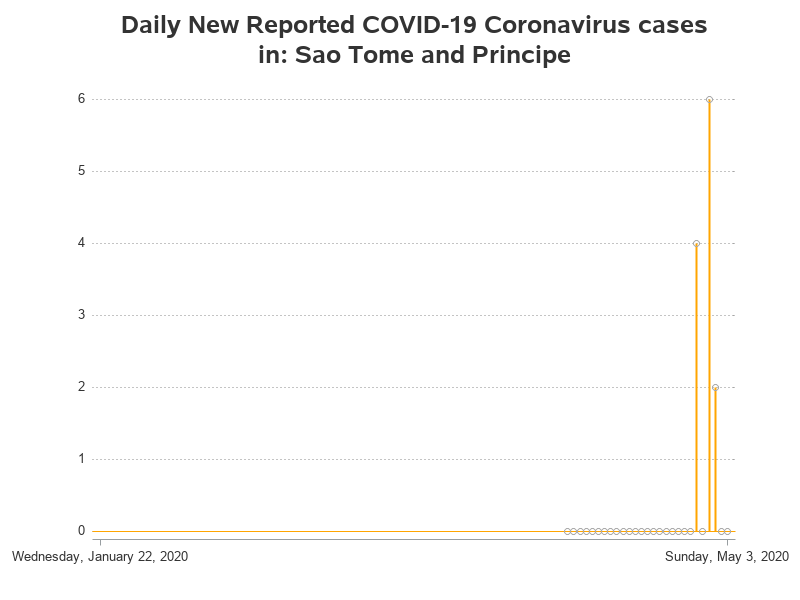 Daily New Reported COVID-19 Coronavirus cases
in: Sao Tome and Principe
6
5
4
3
2
1
0
Wednesday, January 22, 2020 Sunday, May 3, 2020